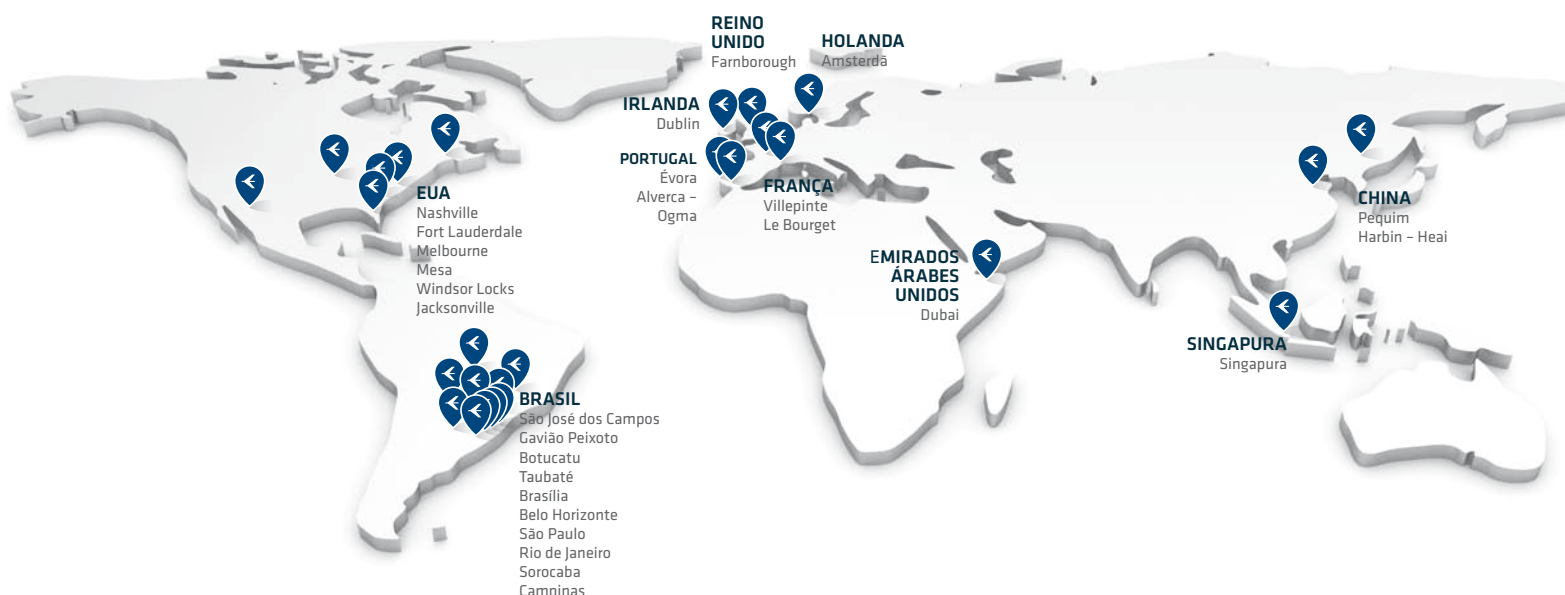 REINO
UNIDO
Farnborough
HOLANDA
Amsterdã
IRLANDA
Dublin
PORTUGAL
Évora
Alverca –
Ogma
FRANÇA
Villepinte
Le Bourget
EUA
Nashville
Fort Lauderdale
Melbourne
Mesa
Windsor Locks
Jacksonville
EMIRADOS
ÁRABES
UNIDOS
Dubai
CHINA
Pequim
Harbin – Heai
SINGAPURA
Singapura
BRASIL
São José dos Campos
Gavião Peixoto
Botucatu
Taubaté
Brasília
Belo Horizonte
São Paulo
Rio de Janeiro
Sorocaba
Campinas